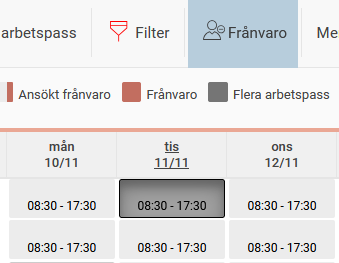 arbetspass Filter Frånvaro Me
Ansökt frånvaro Frånvaro Flera arbetspass
mån tis ons
10/11 11/11 12/11
08:30 - 17:30 08:30 - 17:30 08:30 - 17:30
08:30 - 17:30 08:30 - 17:30 08:30 - 17:30